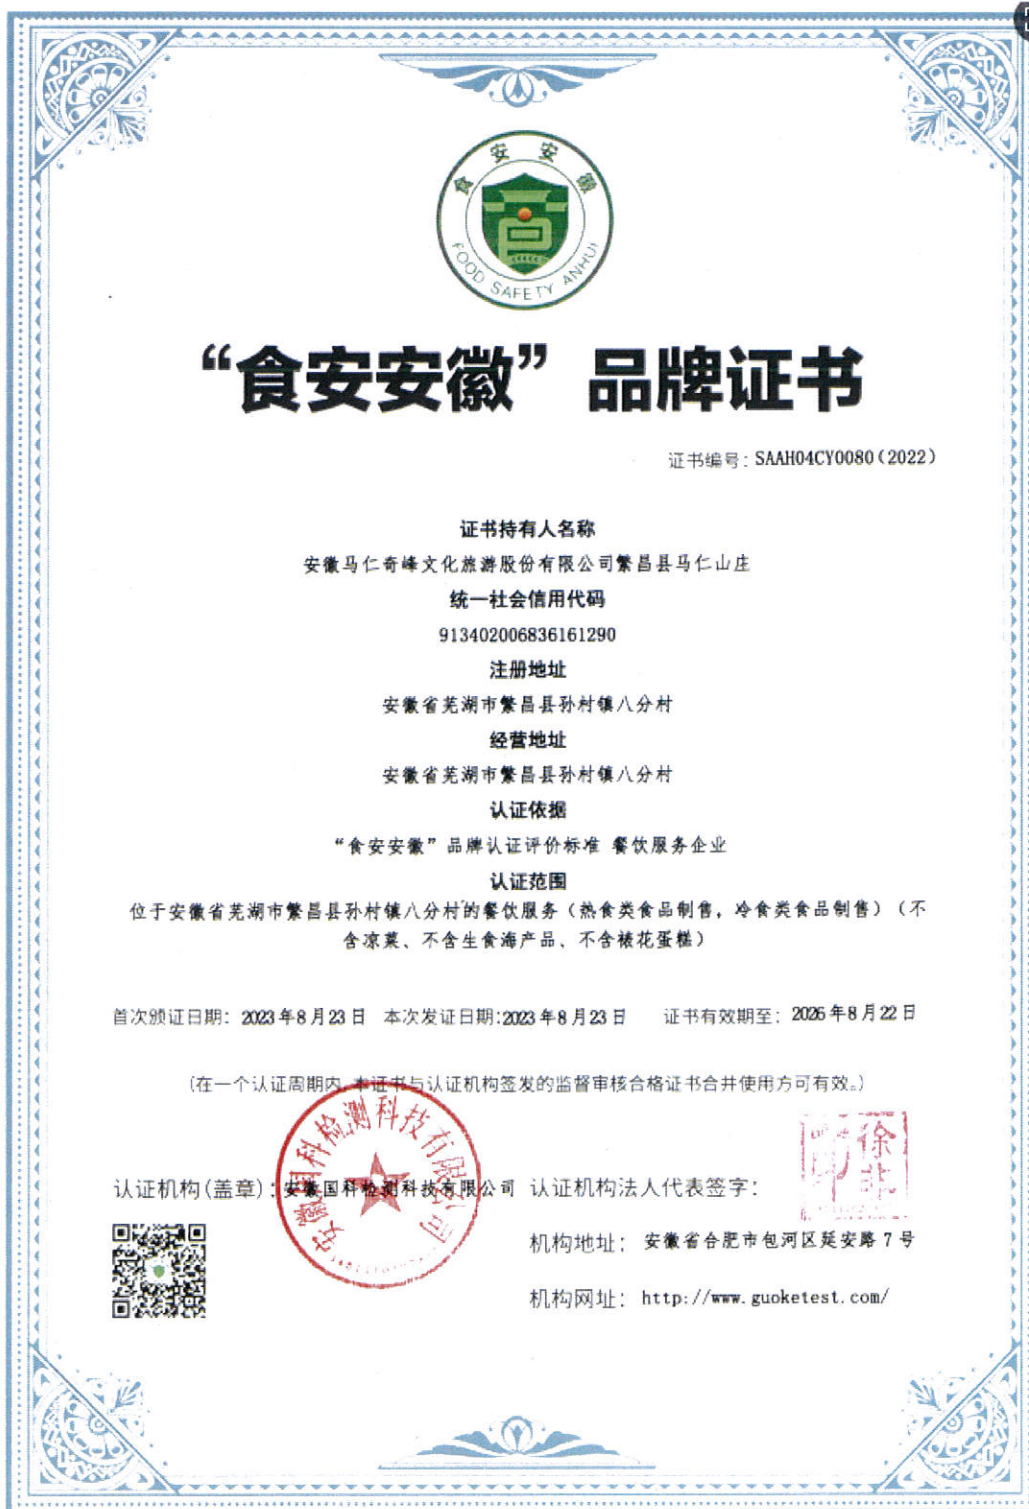 食安安徽
FOOD SAFETY ANHUI
“食安安徽”品牌证书
证书编号：SAAH04CY0080（2022）
证书持有人名称
安徽马仁奇峰文化旅游股份有限公司繁昌县马仁山庄
统一社会信用代码
913402006836161290
注册地址
安徽省芜湖市繁昌县孙村镇八分村
经营地址
安徽省芜湖市繁昌县孙村镇八分村
认证依据
“食安安徽”品牌认证评价标准 餐饮服务企业
认证范围
位于安徽省芜湖市繁昌县孙村镇八分村的餐饮服务（热食类食品制售，冷食类食品制售）（不
含凉菜、不含生食海产品、不含裱花蛋糕）
首次颁证日期：2023年8月23日 本次发证日期:2023年8月23日 证书有效期至：2026年8月22日
（在一个认证周期内，本证书与认证机构签发的监督审核合格证书合并使用方可有效。）
安徽国科检测科技有限公司
认证机构(盖章)：安徽国科检测科技有限公司 认证机构法人代表签字：
机构地址：安徽省合肥市包河区延安路7号
机构网址：http://www.guoketest.com/